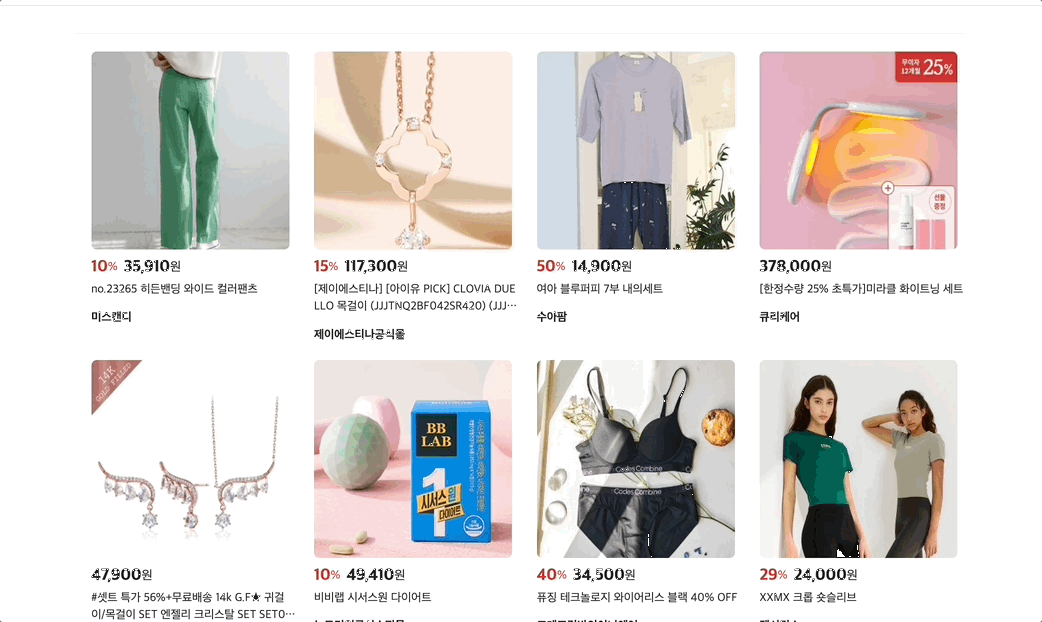 무이자
12개월 25%
선물
증정
10% 35,910원
no.23265 히든밴딩 와이드 컬러팬츠
미스캔디
15% 117,300원
[제이에스티나] [아이유 PICK] CLOVIA DUE
LLO 목걸이 (JJJTNQ2BF042SR420) (JJJ…
제이에스티나공식몰
50% 14,900원
여아 블루퍼피 7부 내의세트
수아팜
378,000원
[한정수량 25% 초특가]미라클 화이트닝 세트
큐리케어
14K
GOLD FILLED
BB
LAB
1
시서스원
다이어트
Codes Combine
Codes Combine
47,900원
#셋트 특가 56%+무료배송 14k G.F★ 귀걸
이/목걸이 SET 엔젤리 크리스탈 SET SET0…
10% 49,410원
비비랩 시서스원 다이어트
40% 34,500원
퓨징 테크놀로지 와이어리스 블랙 40% OFF
29% 24,000원
XXMX 크롭 숏슬리브